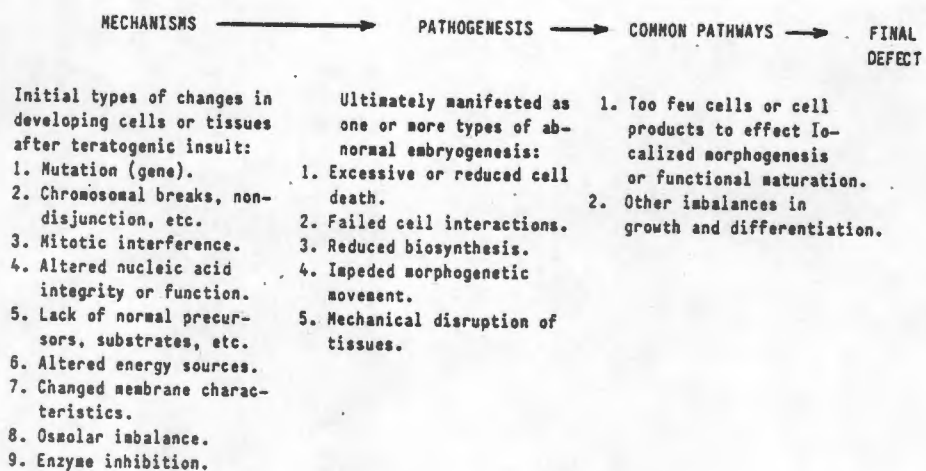 MECHANISMS PATHOGENESIS COMMON PATHWAYS FINAL
DEFECT
Initial types of changes in
developing cells or tissues
after teratogenic insult:
1. Mutation (gene).
2. Chromosomal breaks, non-
disjunction, etc.
3. Mitotic interference.
4. Altered nucleic acid
integrity or function.
5. Lack of normal precur-
sors, substrates, etc.
6. Altered energy sources.
7. Changed membrane charac-
teristics.
8. Osmolar imbalance.
9. Enzyme inhibition.
Ultimately manifested as
one or more types of ab-
normal embryogenesis:
1. Excessive or reduced cell
death.
2. Failed cell interactions.
3. Reduced biosynthesis.
4. Impeded morphogenetic
movement.
5. Mechanical disruption of
tissues.
1. Too few cells or cell
products to effect lo-
calized morphogenesis
or functional maturation.
2. Other imbalances in
growth and differentiation.